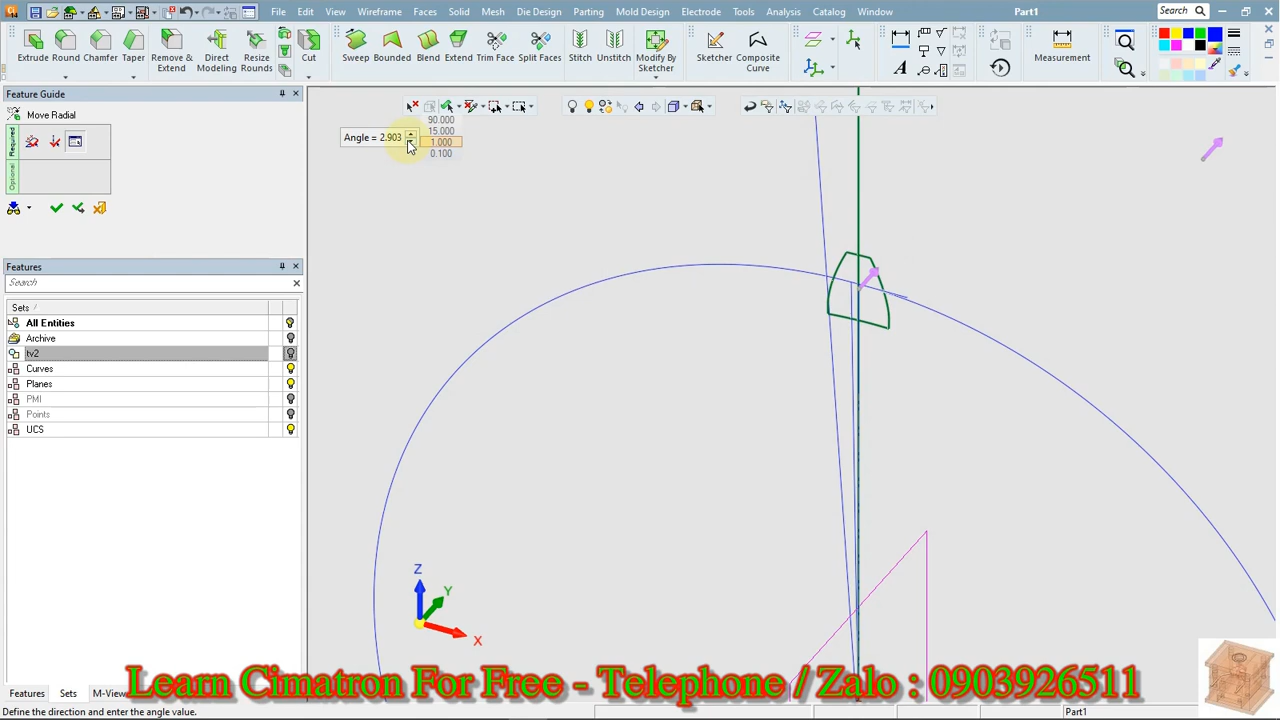 File Edit View Wireframe Faces Solid Mesh Die Design Parting Mold Design Electrode Tools Analysis Catalog Window Part1 Search
Extrude Round Chamfer Taper Remove & Extend Direct Modeling Resize Rounds Cut Sweep Bounded Blend Extend Trim Face Split Faces Stitch Unstitch Modify By Sketcher Sketcher Composite Curve Measurement
Feature Guide
Move Radial
Required
Optional
90.000
15.000
Angle = 2.903
1.000
0.100
Features
Search
Sets
All Entities
Archive
tv2
Curves
Planes
PMI
Points
UCS
Z
Y
X
Features Sets M-View
Learn Cimatron For Free - Telephone / Zalo : 0903926511
Define the direction and enter the angle value.
Part1